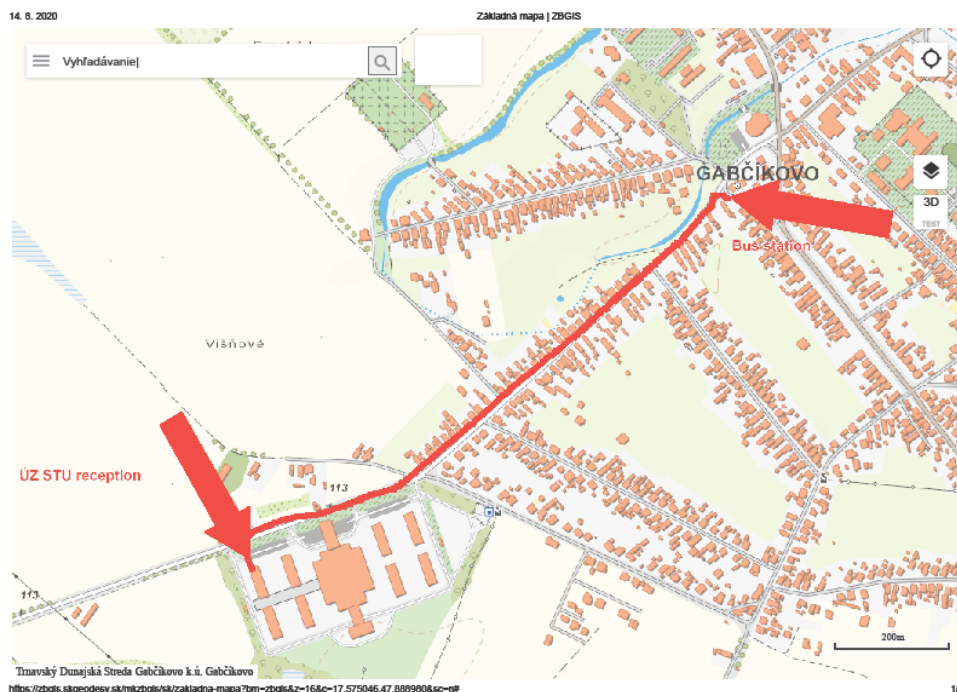 14. 8. 2020
Základná mapa | ZBGIS
Vyhľadávanie
GABČÍKOVO
3D
TEST
Bus station
Višňové
ÚZ STU reception
113
113
200m
Trnavský Dunajská Streda Gabčíkovo k.ú. Gabčíkovo
https://zbgis.skgeodesy.sk/mkzbgis/sk/zakladna-mapa?bm=zbgis&z=16&c=17.575046,47.888980&sc=n#